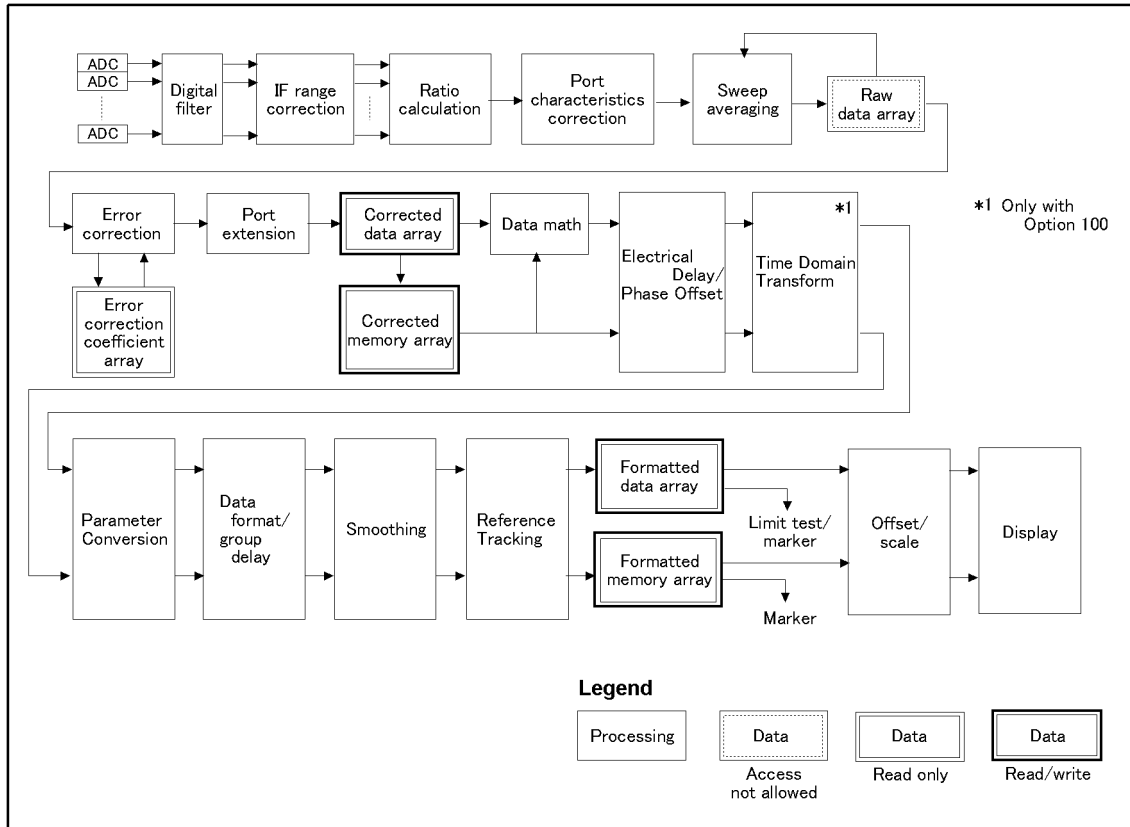 ADC
ADC
ADC
Digital
filter
IF range
correction
Ratio
calculation
Port
characteristics
correction
Sweep
averaging
Raw
data array
Error
correction
Port
extension
Corrected
data array
Data math
Electrical
Delay/
Phase Offset
*1
Time Domain
Transform
*1 Only with
Option 100
Error
correction
coefficient
array
Corrected
memory array
Parameter
Conversion
Data
format/
group
delay
Smoothing
Reference
Tracking
Formatted
data array
Limit test/
marker
Formatted
memory array
Marker
Offset/
scale
Display
Legend
Processing
Data
Access
not allowed
Data
Read only
Data
Read/write